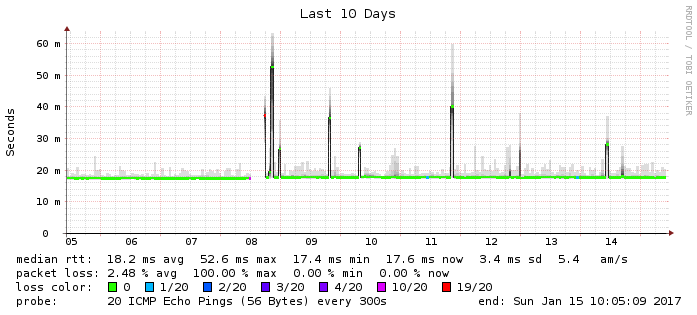 Last 10 Days
RRDTOOL / TOBI OETIKER
Seconds
60 m
50 m
40 m
30 m
20 m
10 m
0
05 06 07 08 09 10 11 12 13 14
median rtt: 18.2 ms avg 52.6 ms max 17.4 ms min 17.6 ms now 3.4 ms sd 5.4 am/s
packet loss: 2.48 % avg 100.00 % max 0.00 % min 0.00 % now
loss color: 0 1/20 2/20 3/20 4/20 10/20 19/20
probe: 20 ICMP Echo Pings (56 Bytes) every 300s end: Sun Jan 15 10:05:09 2017